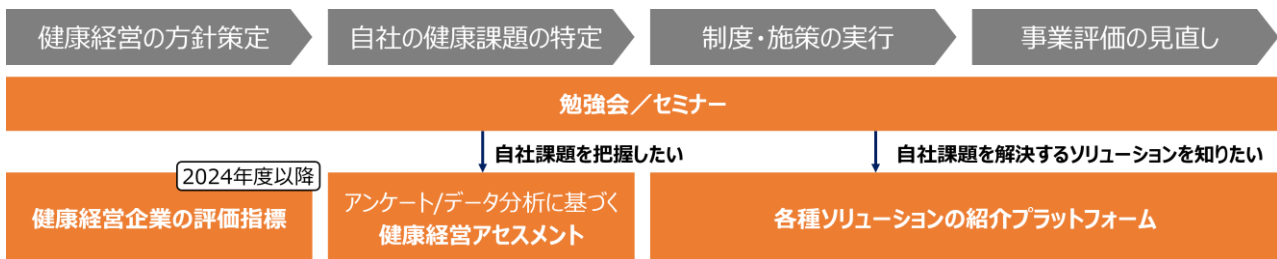 健康経営の方針策定
自社の健康課題の特定
制度・施策の実行
事業評価の見直し
勉強会／セミナー
自社課題を把握したい
自社課題を解決するソリューションを知りたい
2024年度以降
健康経営企業の評価指標
アンケート/データ分析に基づく
健康経営アセスメント
各種ソリューションの紹介プラットフォーム